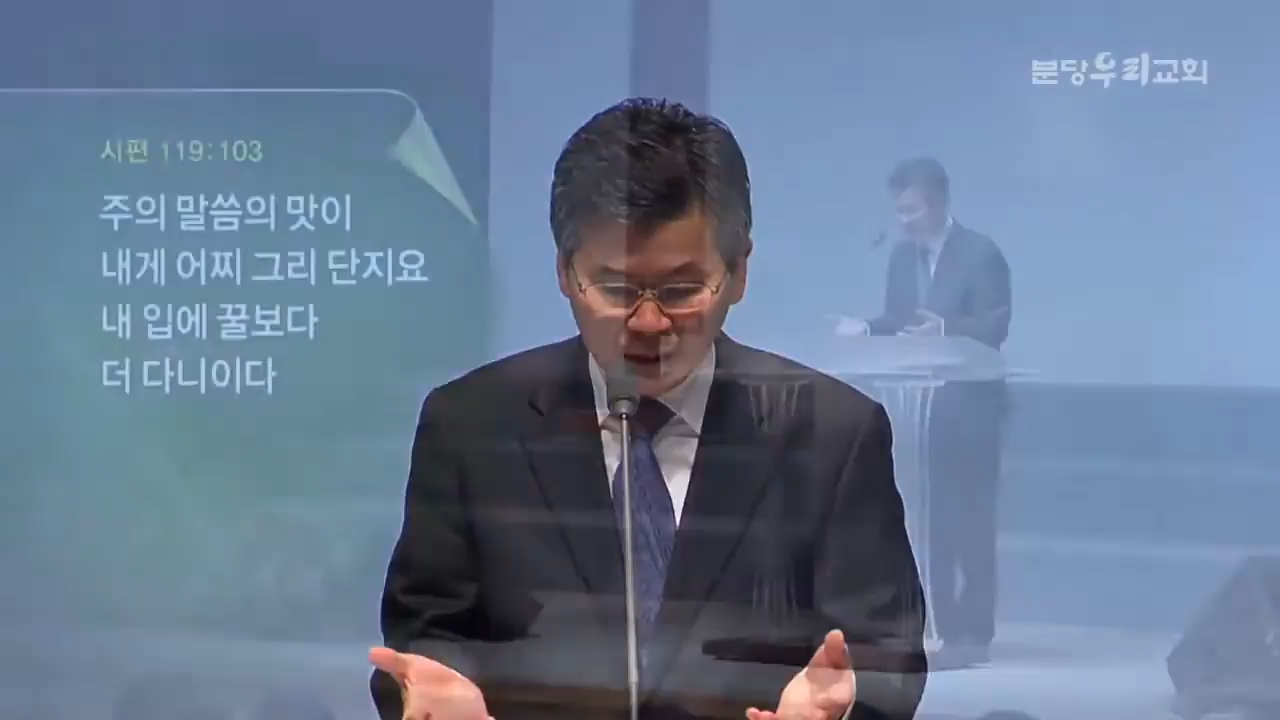 분당우리교회
시편 119:103
주의 말씀의 맛이
내게 어찌 그리 단지요
내 입에 꿀보다
더 다니이다